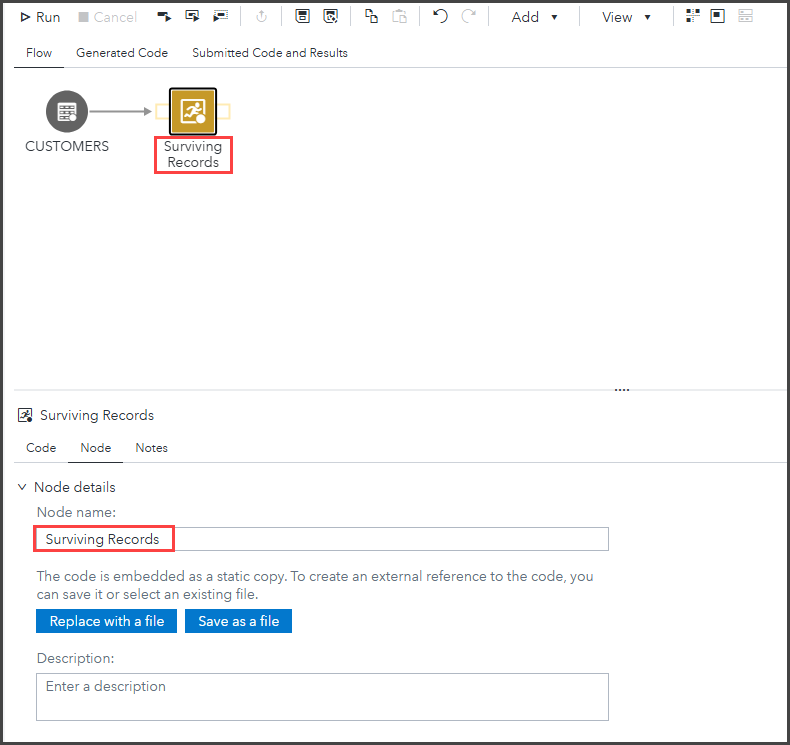 Run Cancel Add View
Flow Generated Code Submitted Code and Results
CUSTOMERS
Surviving
Records
Surviving Records
Code Node Notes
Node details
Node name:
Surviving Records
The code is embedded as a static copy. To create an external reference to the code, you
can save it or select an existing file.
Replace with a file Save as a file
Description:
Enter a description